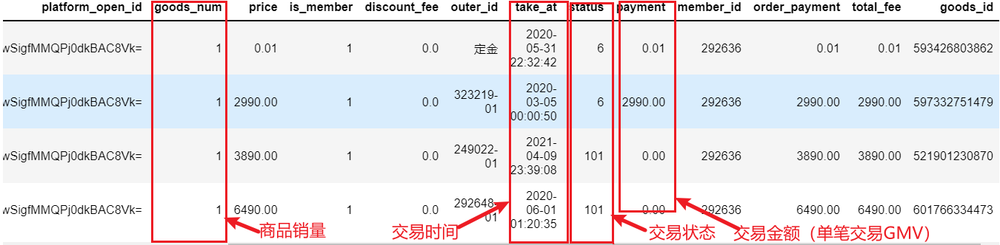 platform_open_id goods_num price is_member discount_fee outer_id take_at status payment member_id order_payment total_fee goods_id
wSigfMMQPj0dkBAC8Vk= 1 0.01 1 0.0 定金 2020-05-31 22:32:42 6 0.01 292636 0.01 0.01 593426803862
wSigfMMQPj0dkBAC8Vk= 1 2990.00 1 0.0 323219-01 2020-03-05 00:00:50 6 2990.00 292636 2990.00 2990.00 597332751479
wSigfMMQPj0dkBAC8Vk= 1 3890.00 1 0.0 249022-01 2021-04-09 23:39:08 101 0.00 292636 3890.00 3890.00 521901230870
wSigfMMQPj0dkBAC8Vk= 1 6490.00 1 0.0 292648-01 2020-06-01 01:20:35 101 0.00 292636 6490.00 6490.00 601766334473
商品销量 交易时间 交易状态 交易金额（单笔交易GMV）